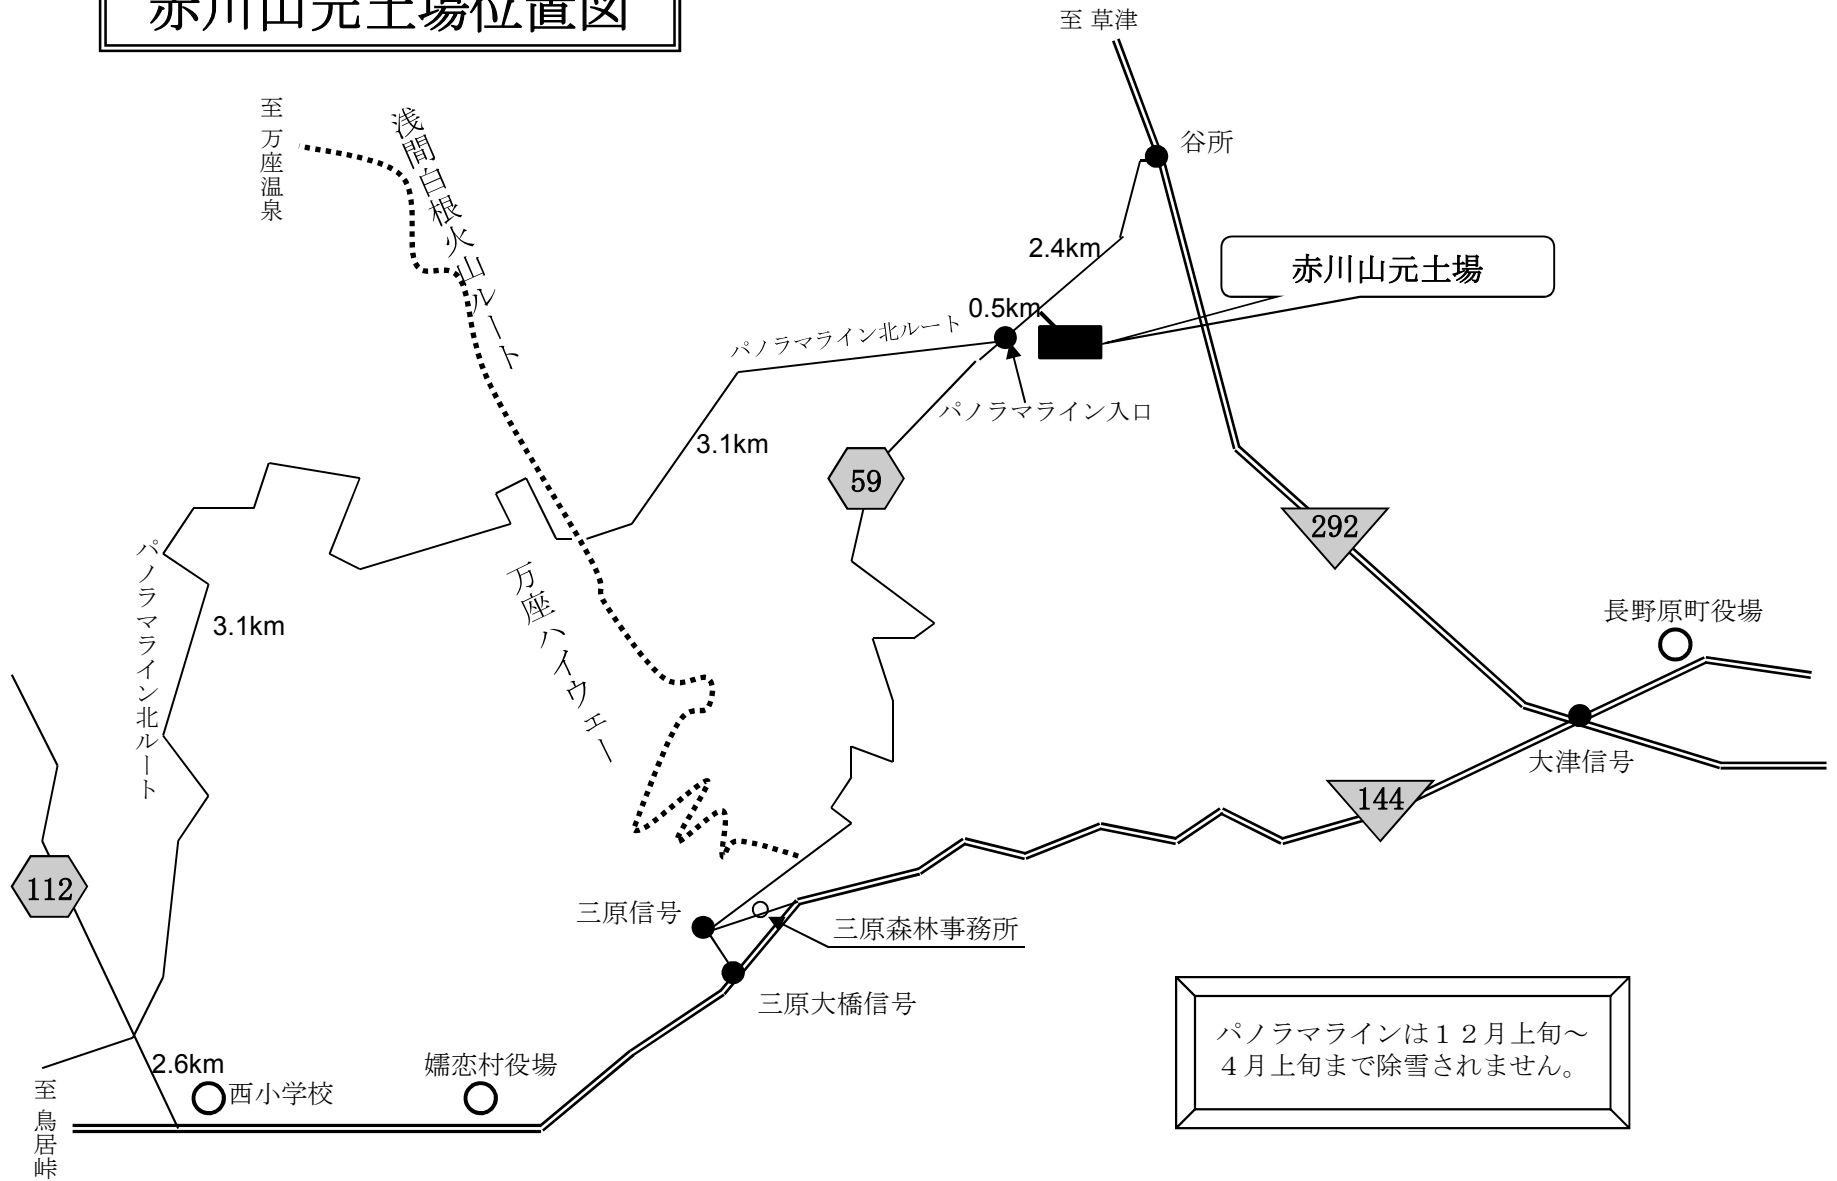 赤川山元土場位置図
至 草津
至 万座温泉
浅間白根火山ルート
谷所
2.4km
赤川山元土場
0.5km
パノラマライン北ルート
パノラマライン入口
3.1km
59
292
パノラマライン北ルート
万座ハイウェー
3.1km
長野原町役場
大津信号
144
112
三原信号
三原森林事務所
三原大橋信号
パノラマラインは１２月上旬～
４月上旬まで除雪されません。
2.6km
西小学校
嬬恋村役場
至 鳥居峠